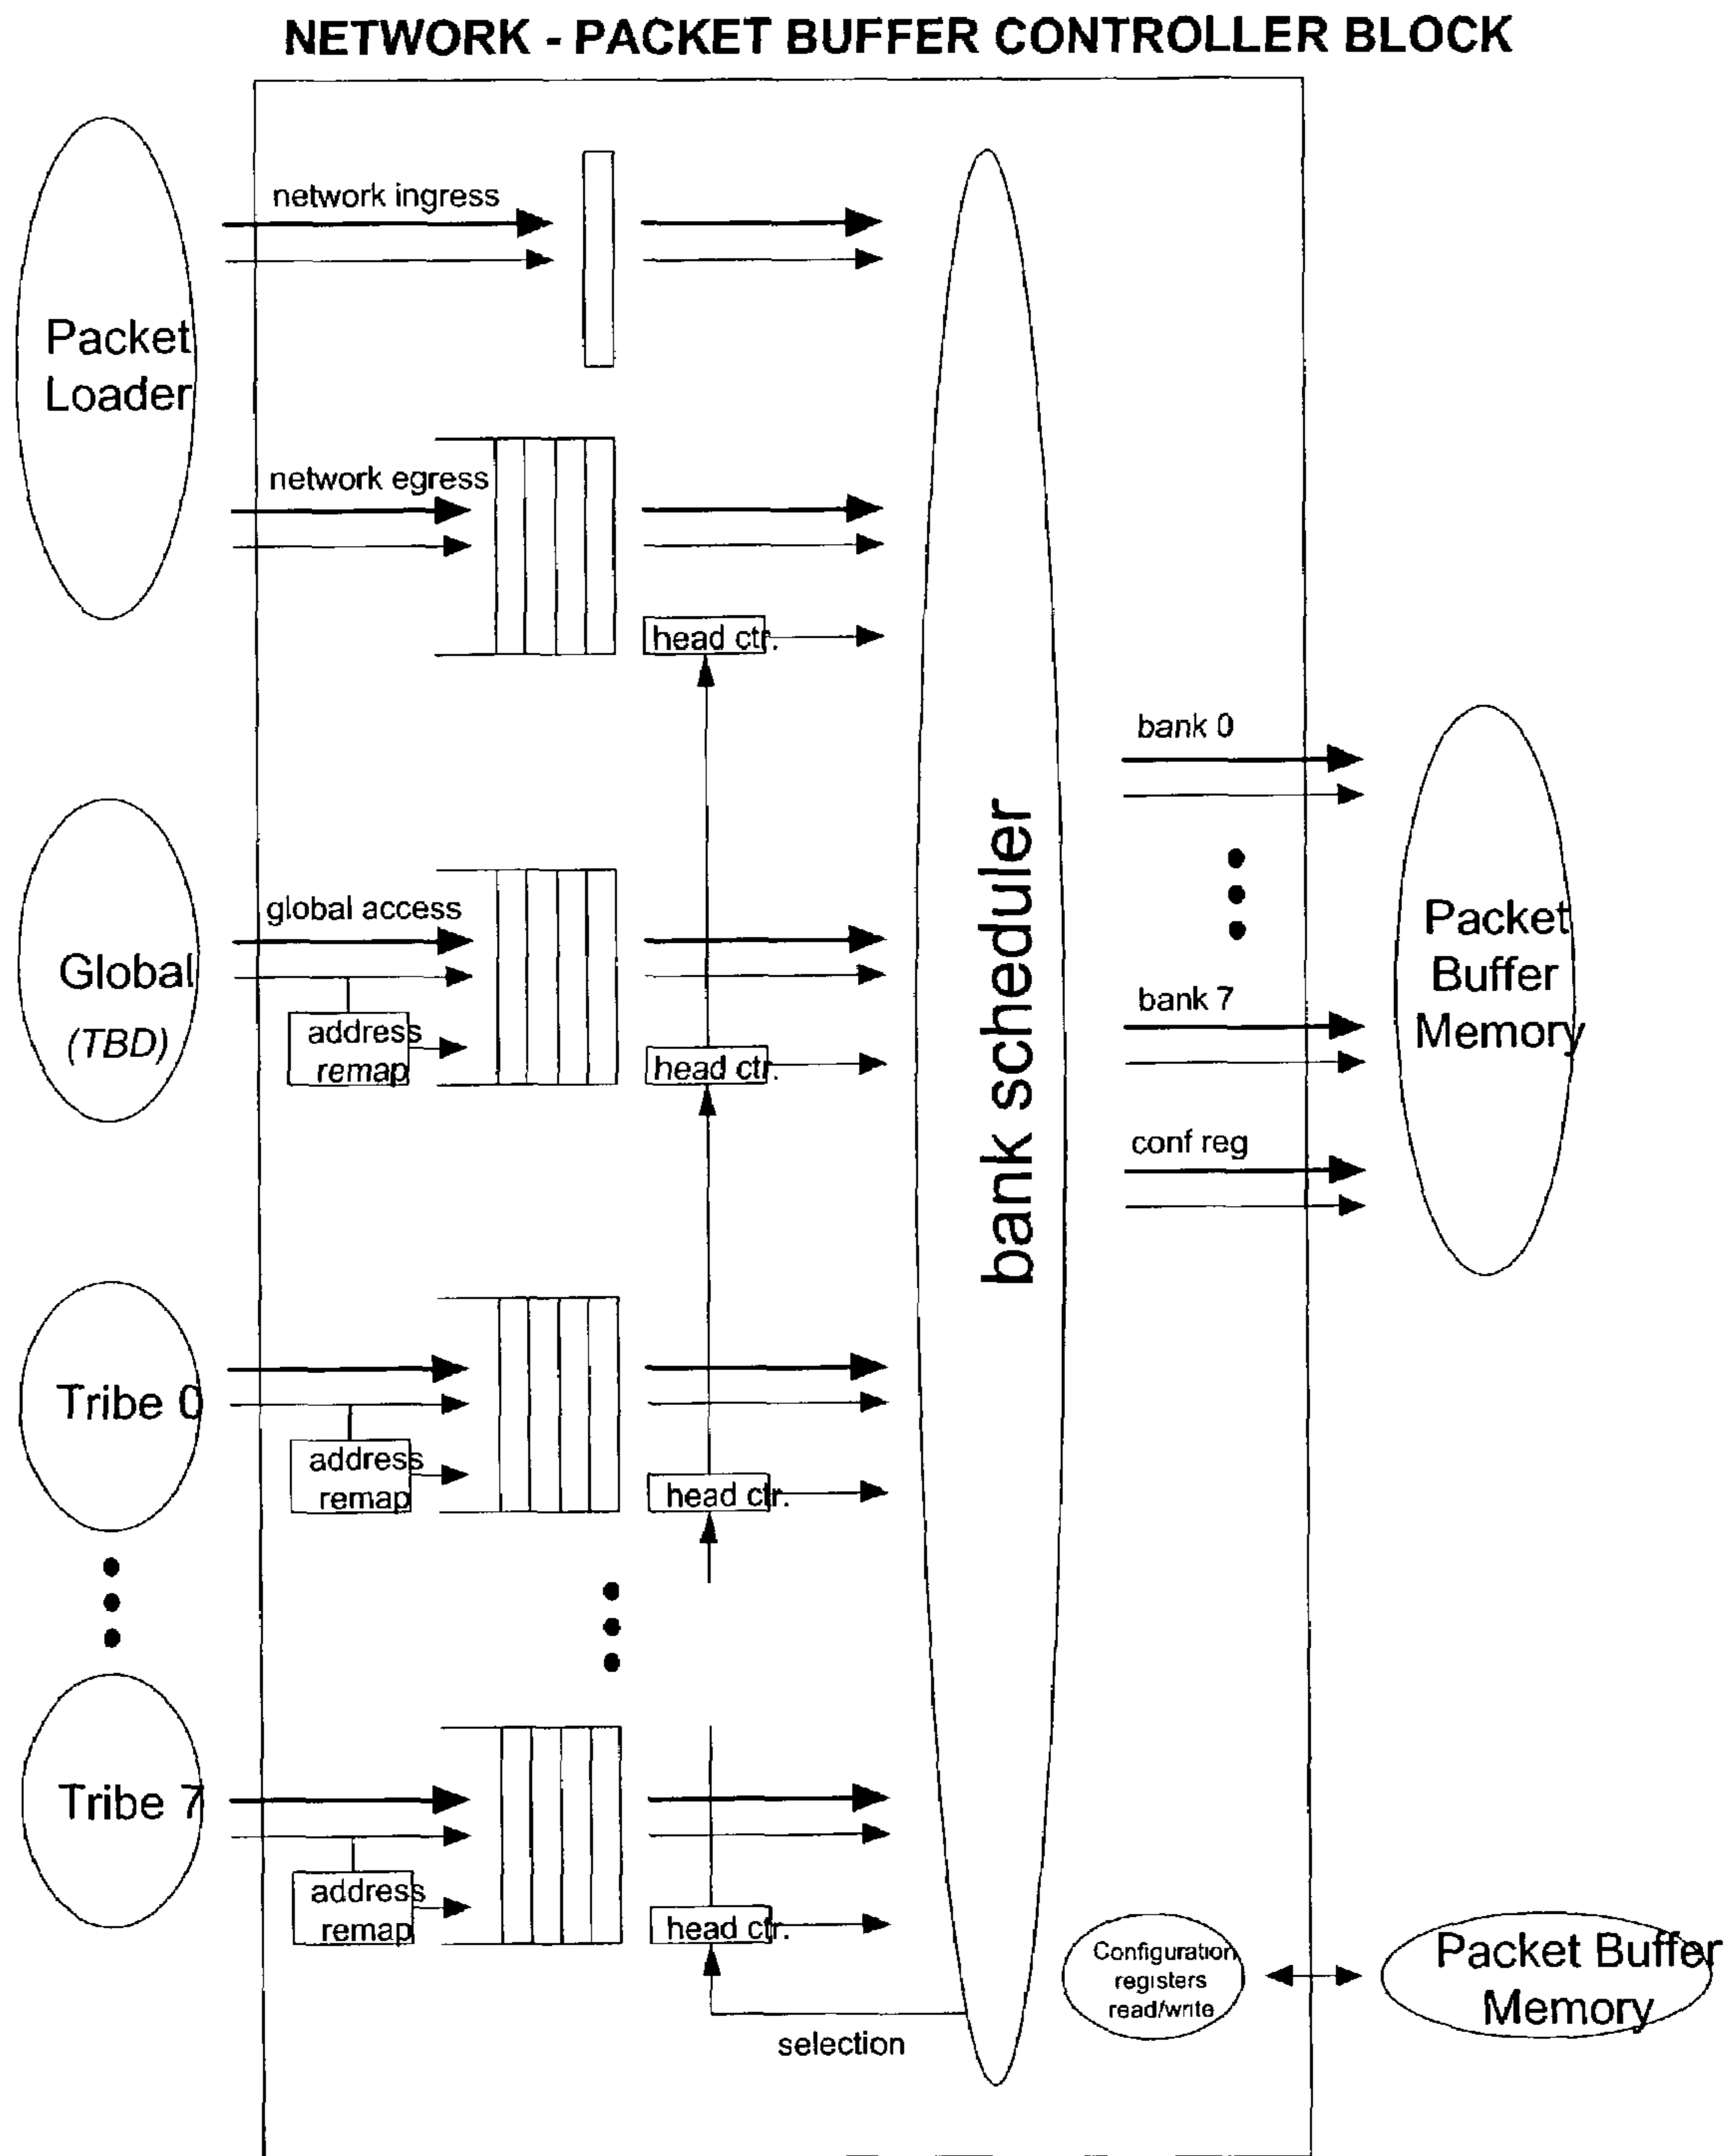 NETWORK - PACKET BUFFER CONTROLLER BLOCK
network ingress
Packet
Loader
network egress
head ctr.
bank 0
global access
Global
(TBD)
address
remap
head ctr.
bank scheduler
Packet
Buffer
Memory
bank 7
conf reg
Tribe 0
address
remap
head ctr.
Tribe 7
address
remap
head ctr.
selection
Configuration
registers
read/write
Packet Buffer
Memory